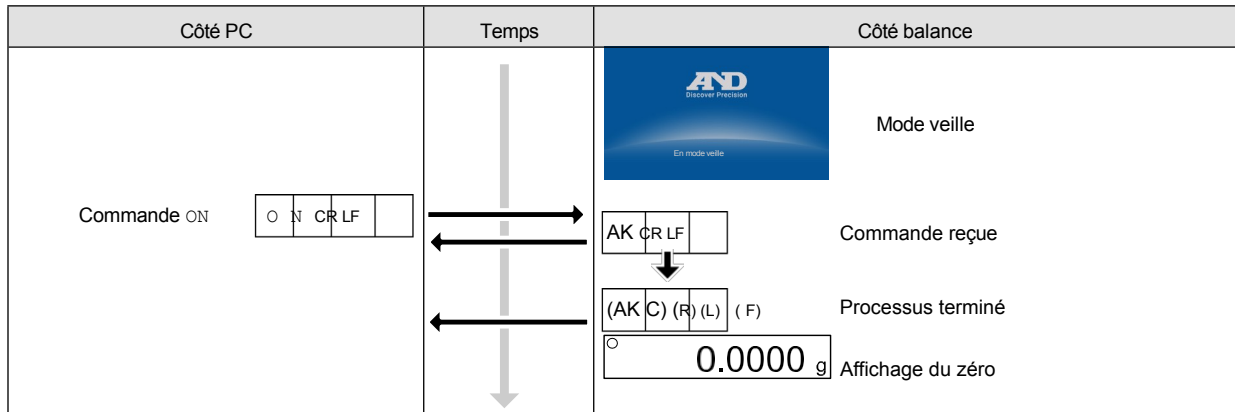 Côté PC
Temps
Côté balance
AND
Discover Precision
En mode veille
Mode veille
Commande ON
O N CR LF
AK CR LF
Commande reçue
(AK C) (R) (L) ( F)
Processus terminé
0.0000 g
Affichage du zéro